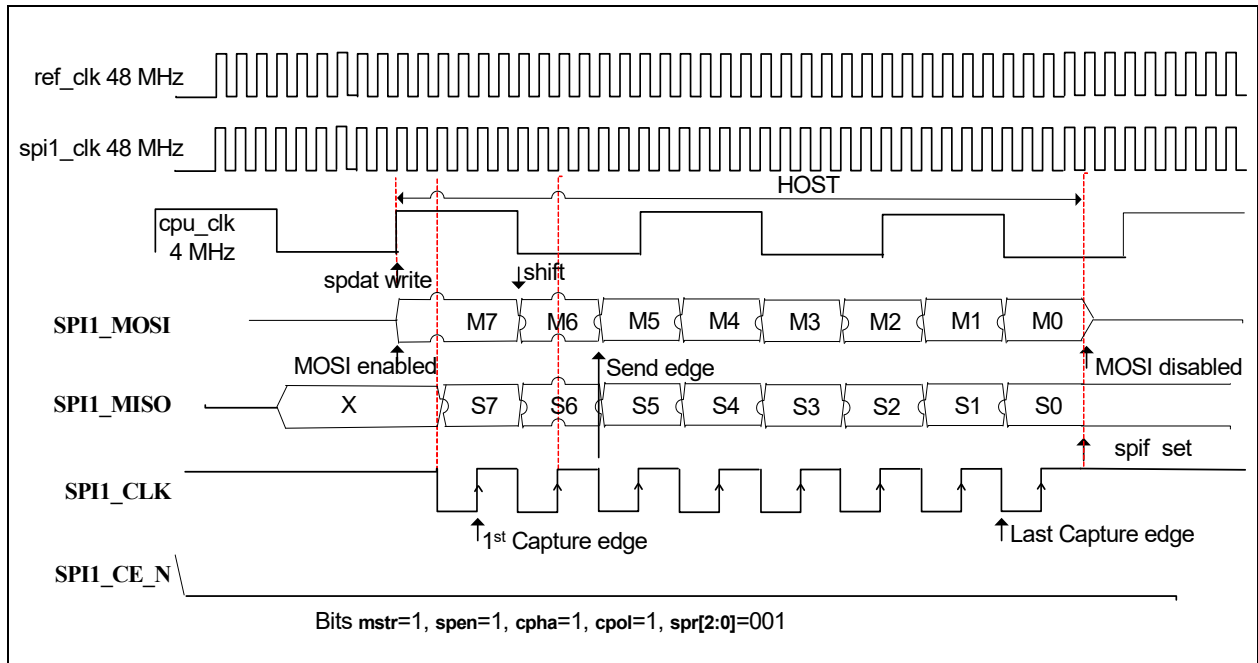 ref_clk 48 MHz
spi1_clk 48 MHz
HOST
cpu_clk
4 MHz
spdat write
shift
SPI1_MOSI
M7 M6 M5 M4 M3 M2 M1 M0
MOSI enabled
Send edge
MOSI disabled
SPI1_MISO
X S7 S6 S5 S4 S3 S2 S1 S0
spif set
SPI1_CLK
1st Capture edge
Last Capture edge
SPI1_CE_N
Bits mstr=1, spen=1, cpha=1, cpol=1, spr[2:0]=001